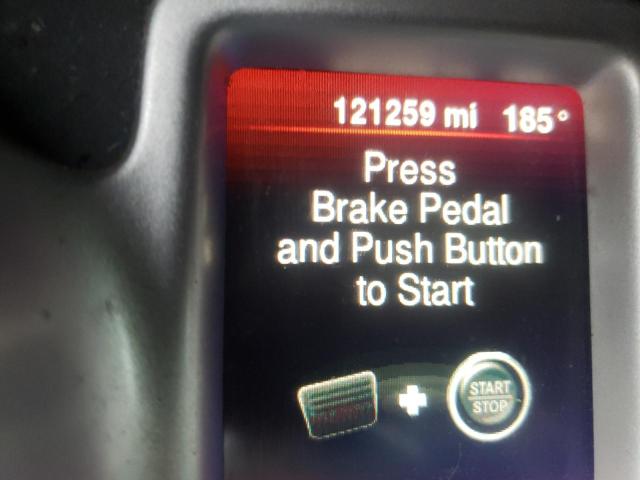 121259 mi 185°
Press
Brake Pedal
and Push Button
to Start
START
STOP